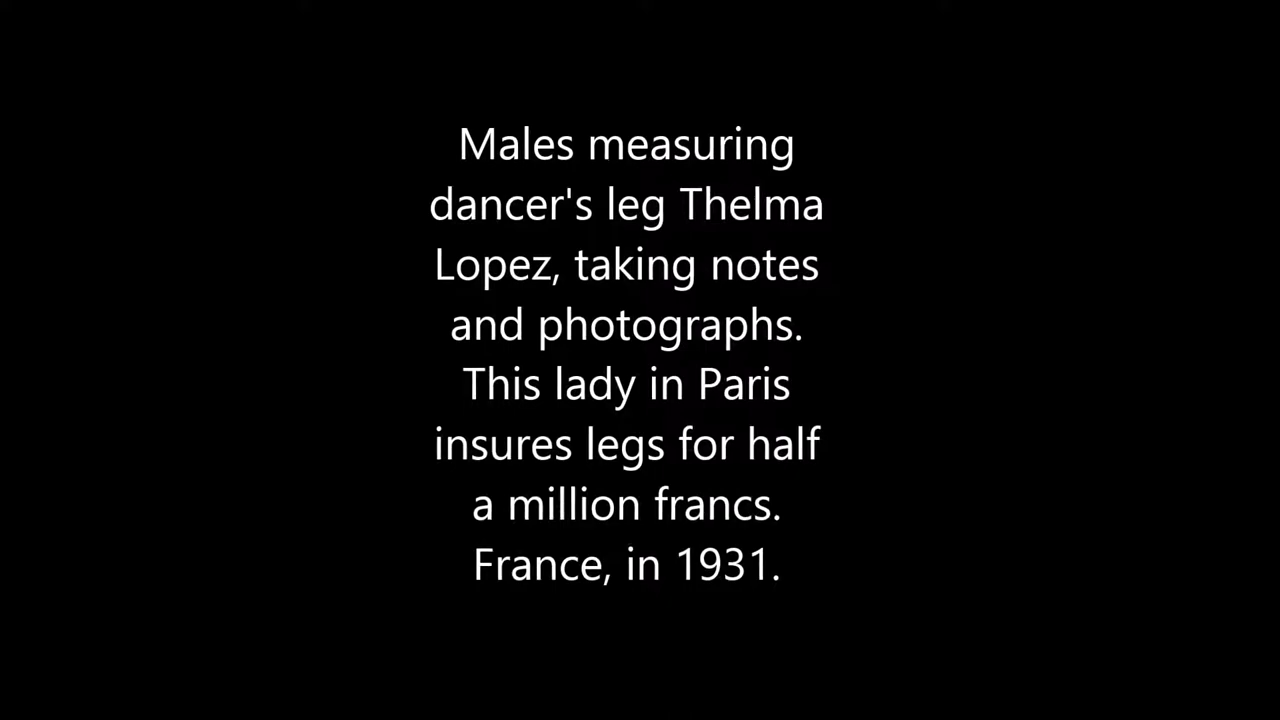 Males measuring
dancer's leg Thelma
Lopez, taking notes
and photographs.
This lady in Paris
insures legs for half
a million francs.
France, in 1931.